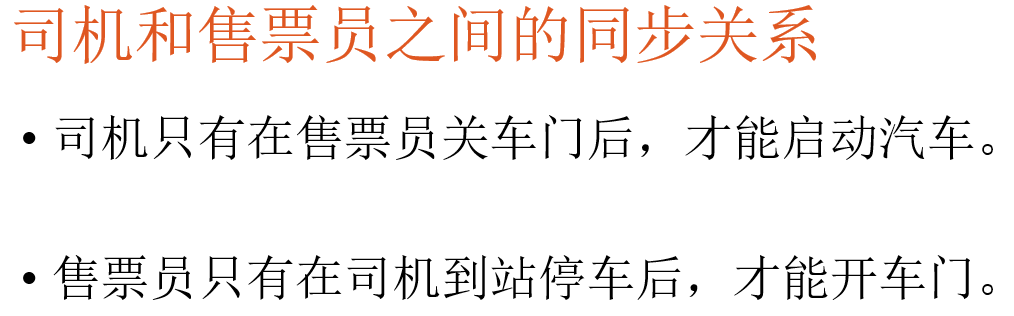 司机和售票员之间的同步关系
• 司机只有在售票员关车门后，才能启动汽车。
• 售票员只有在司机到站停车后，才能开车门。